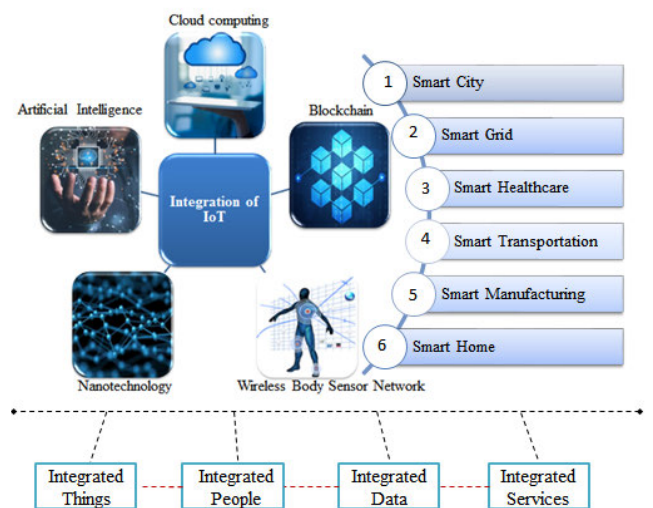 Cloud computing
Artificial Intelligence
Blockchain
Integration of
IoT
Nanotechnology
Wireless Body Sensor Network
1 Smart City
2 Smart Grid
3 Smart Healthcare
4 Smart Transportation
5 Smart Manufacturing
6 Smart Home
Integrated
Things
Integrated
People
Integrated
Data
Integrated
Services